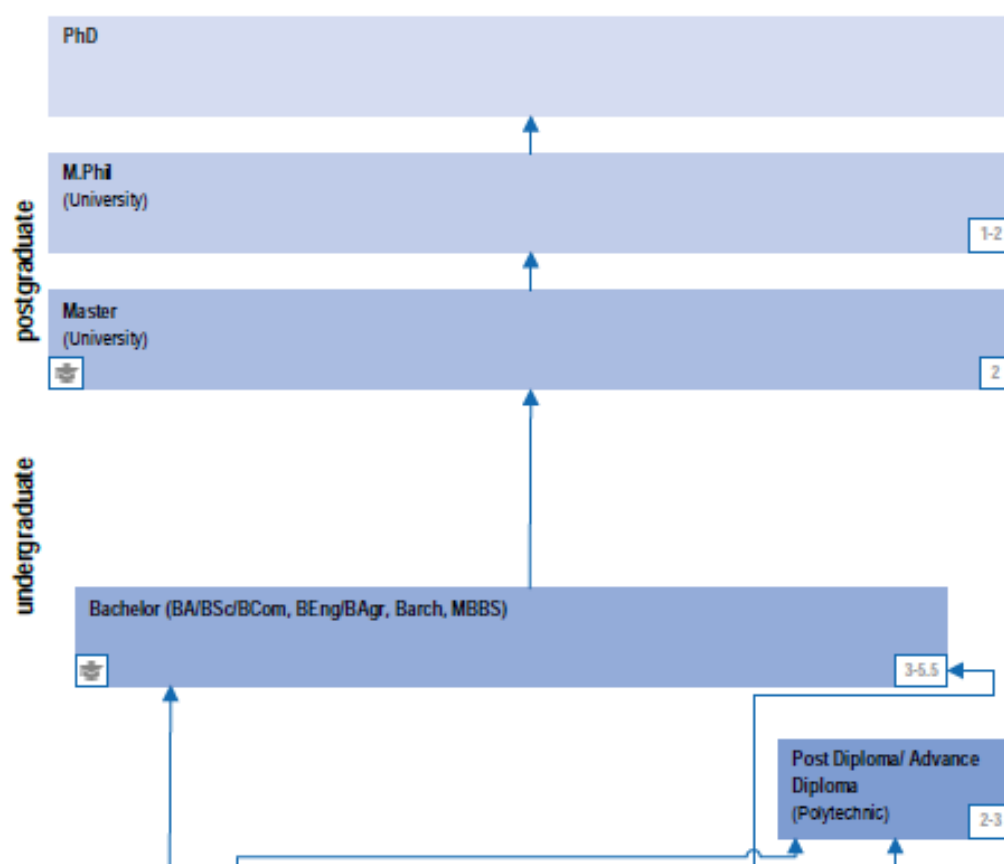 PhD
M.Phil
(University)
1-2
postgraduate
Master
(University)
2
undergraduate
Bachelor (BA/BSc/BCom, BEng/BAgr, Barch, MBBS)
3-5.5
Post Diploma/ Advance
Diploma
(Polytechnic)
2-3